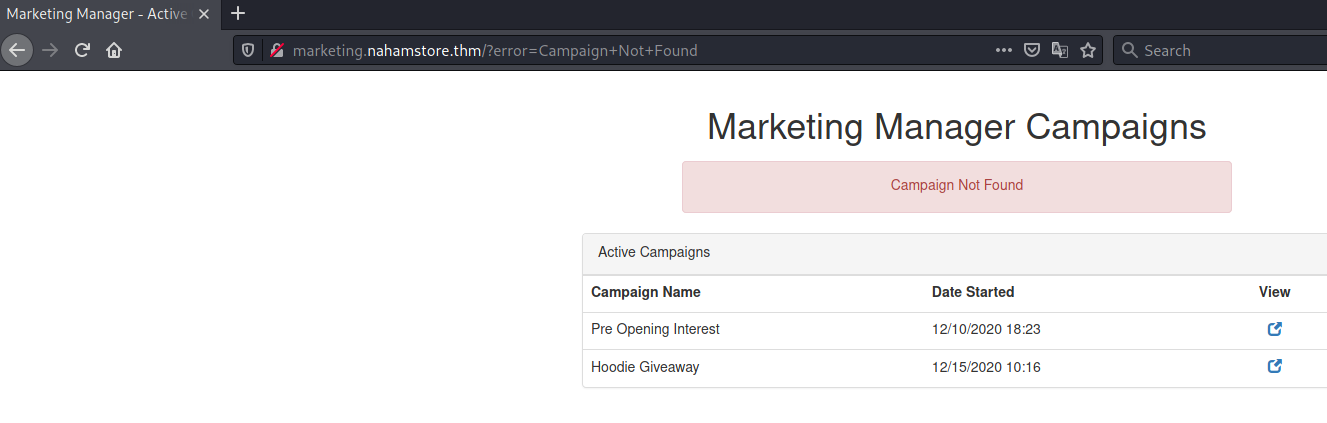 Marketing Manager - Active
marketing.nahamstore.thm/?error=Campaign+Not+Found
Search
Marketing Manager Campaigns
Campaign Not Found
Active Campaigns
Campaign Name Date Started View
Pre Opening Interest 12/10/2020 18:23
Hoodie Giveaway 12/15/2020 10:16